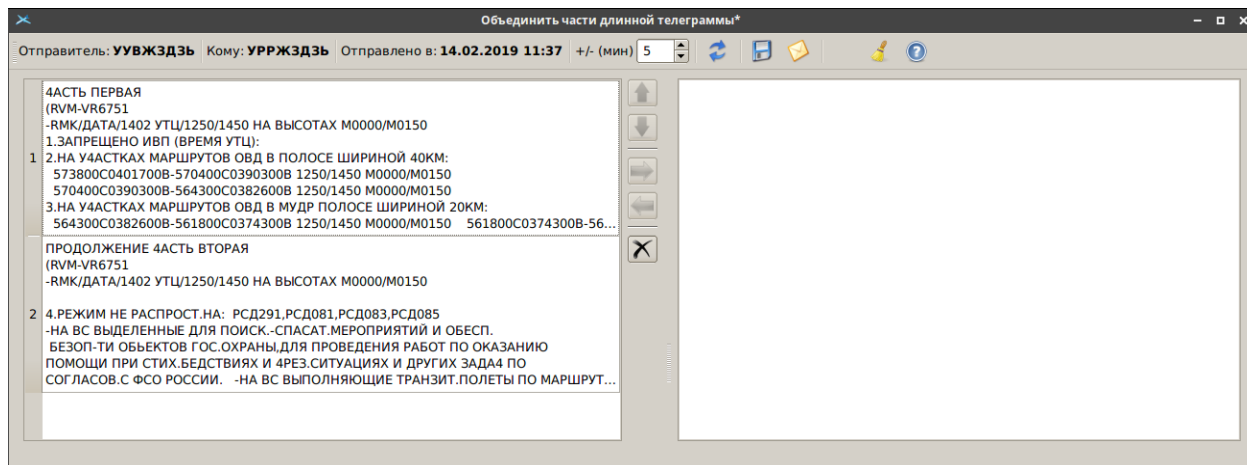 Объединить части длинной телеграммы*
Отправитель: УУВЖЗДЗЬ Кому: УРРЖЗДЗЬ Отправлено в: 14.02.2019 11:37 +/- (мин) 5
1
4АСТЬ ПЕРВАЯ
(RVM-VR6751
-RMK/ДАТА/1402 УТЦ/1250/1450 НА ВЫСОТАХ М0000/М0150
1.ЗАПРЕЩЕНО ИВП (ВРЕМЯ УТЦ):
2.НА У4АСТКАХ МАРШРУТОВ ОВД В ПОЛОСЕ ШИРИНОЙ 40КМ:
573800С0401700В-570400С0390300В 1250/1450 М0000/М0150
570400С0390300В-564300С0382600В 1250/1450 М0000/М0150
3.НА У4АСТКАХ МАРШРУТОВ ОВД В МУДР ПОЛОСЕ ШИРИНОЙ 20КМ:
564300С0382600В-561800С0374300В 1250/1450 М0000/М0150 561800С0374300В-56...
2
ПРОДОЛЖЕНИЕ 4АСТЬ ВТОРАЯ
(RVM-VR6751
-RMK/ДАТА/1402 УТЦ/1250/1450 НА ВЫСОТАХ М0000/М0150
4.РЕЖИМ НЕ РАСПРОСТ.НА: РСД291,РСД081,РСД083,РСД085
-НА ВС ВЫДЕЛЕННЫЕ ДЛЯ ПОИСК.-СПАСАТ.МЕРОПРИЯТИЙ И ОБЕСП.
БЕЗОП-ТИ ОБЬЕКТОВ ГОС.ОХРАНЫ,ДЛЯ ПРОВЕДЕНИЯ РАБОТ ПО ОКАЗАНИЮ
ПОМОЩИ ПРИ СТИХ.БЕДСТВИЯХ И 4РЕЗ.СИТУАЦИЯХ И ДРУГИХ ЗАДА4 ПО
СОГЛАСОВ.С ФСО РОССИИ. -НА ВС ВЫПОЛНЯЮЩИЕ ТРАНЗИТ.ПОЛЕТЫ ПО МАРШРУТ...